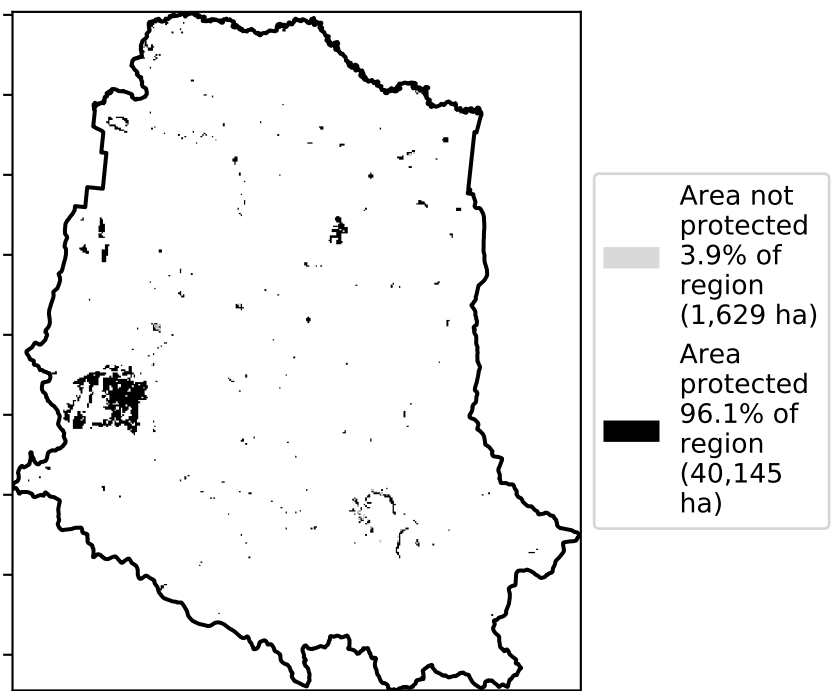 Area not
protected
3.9% of
region
(1,629 ha)
Area
protected
96.1% of
region
(40,145
ha)